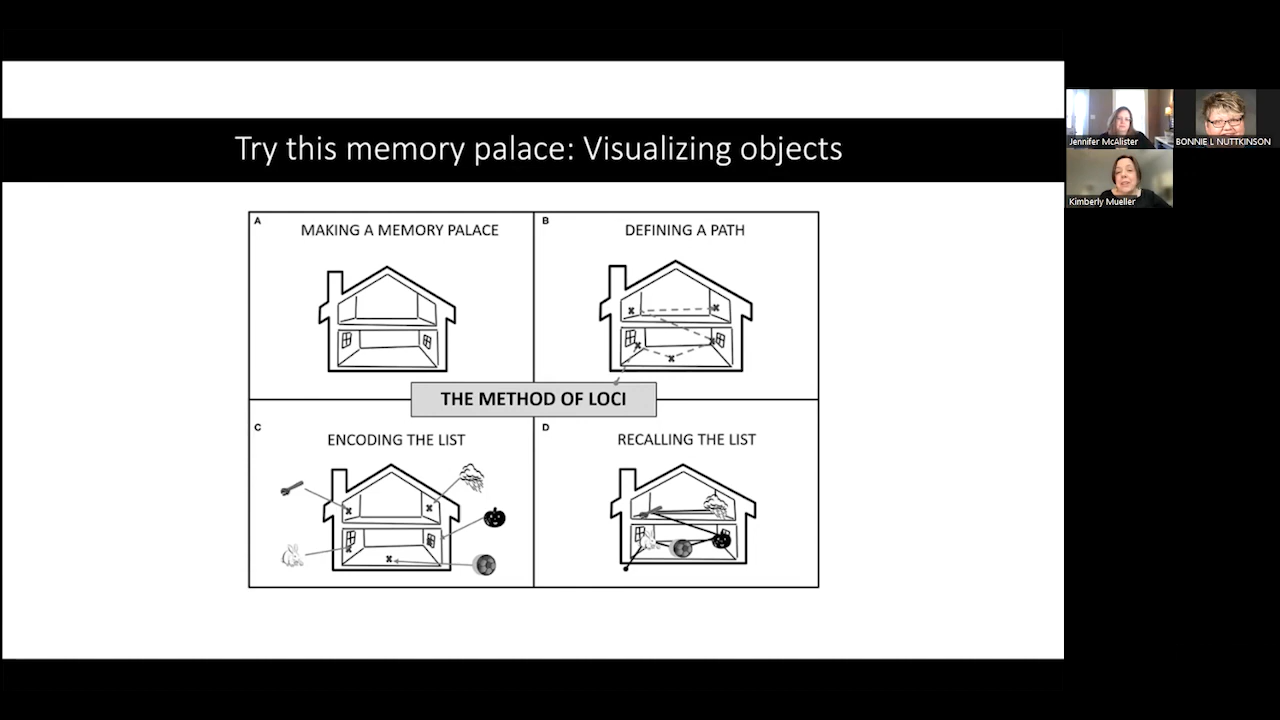 Try this memory palace: Visualizing objects
A
MAKING A MEMORY PALACE
B
DEFINING A PATH
THE METHOD OF LOCI
C
ENCODING THE LIST
D
RECALLING THE LIST
Jennifer McAlister
BONNIE L NUTTKINSON
Kimberly Mueller